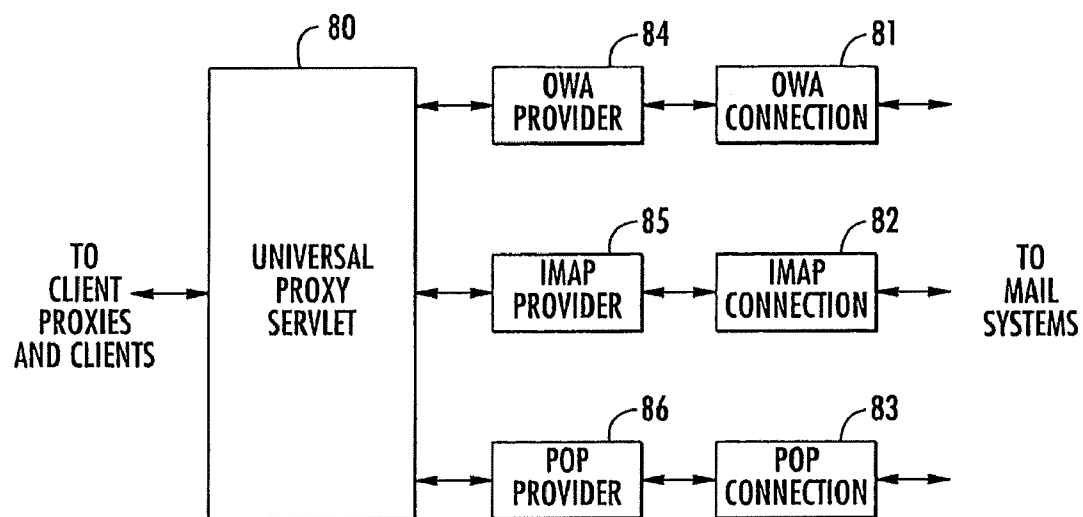 80
84
81
OWA
PROVIDER
OWA
CONNECTION
TO
CLIENT
PROXIES
AND CLIENTS
UNIVERSAL
PROXY
SERVLET
85
82
IMAP
PROVIDER
IMAP
CONNECTION
TO
MAIL
SYSTEMS
86
83
POP
PROVIDER
POP
CONNECTION